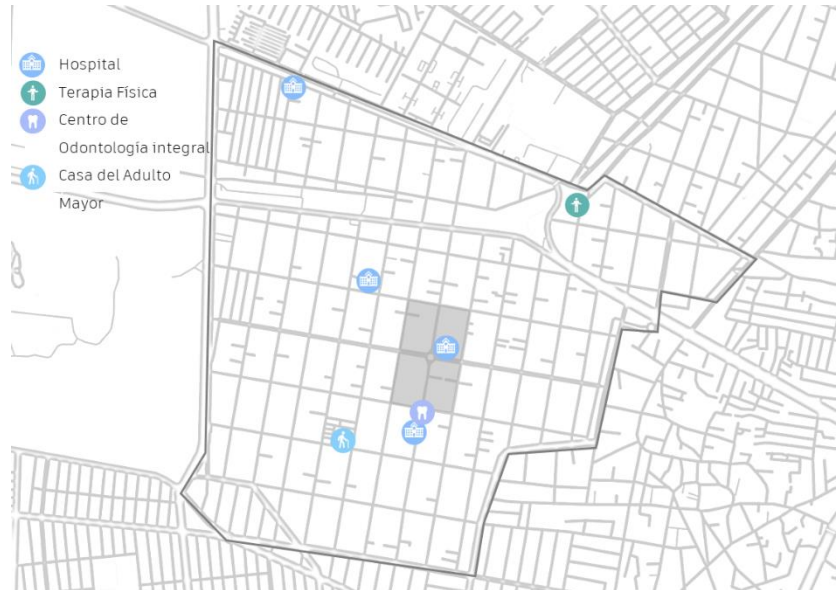 Hospital
Terapia Física
Centro de
Odontología integral
Casa del Adulto
Mayor